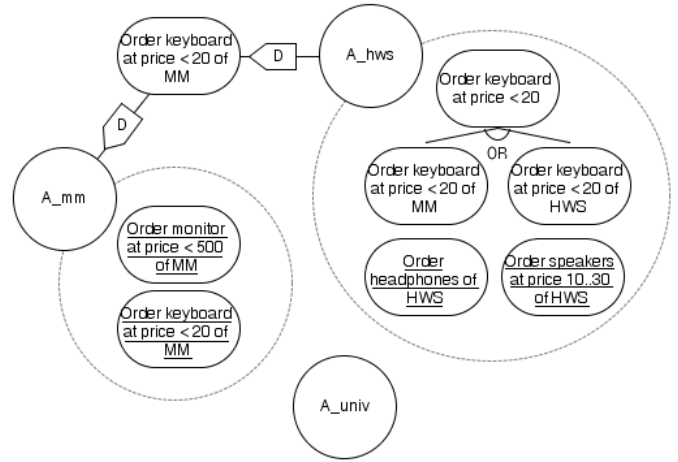 Order keyboard
at price <20 of
MM
D
A_hws
D
A_mm
Order keyboard
at price <20
OR
Order keyboard
at price <20 of
MM
Order keyboard
at price <20 of
HWS
Order
headphones of
HWS
Order speakers
at price 10..30
of HWS
Order monitor
at price < 500
of MM
Order keyboard
at price <20 of
MM
A_univ